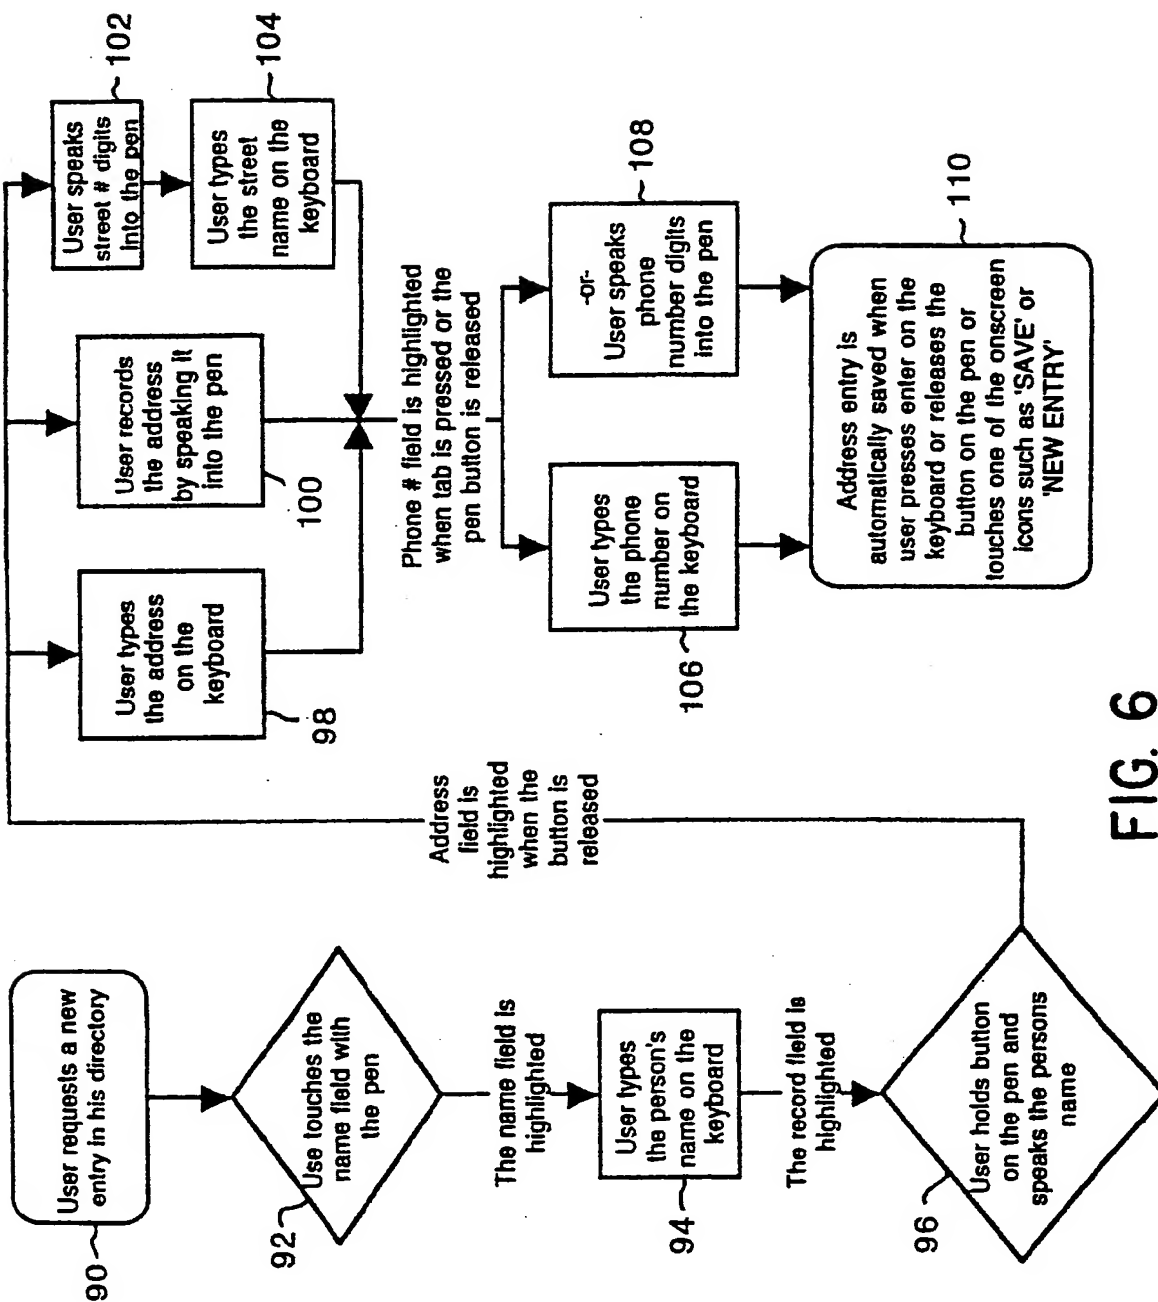 User requests a new
entry in his directory
90
Use touches the
name field with
the pen
92
The name field is
highlighted
User types
the person's
name on the
keyboard
94
The record field is
highlighted
User holds button
on the pen and
speaks the persons
name
96
Address
field is
highlighted
when the
button is
released
User types
the address
on the
keyboard
98
User records
the address
by speaking it
into the pen
100
User speaks
street # digits
into the pen
102
User types
the street
name on the
keyboard
104
Phone # field is highlighted
when tab is pressed or the
pen button is released
User types
the phone
number on
the keyboard
106
-or-
User speaks
phone
number digits
into the pen
108
Address entry is
automatically saved when
user presses enter on the
keyboard or releases the
button on the pen or
touches one of the onscreen
icons such as 'SAVE' or
'NEW ENTRY'
110
FIG. 6